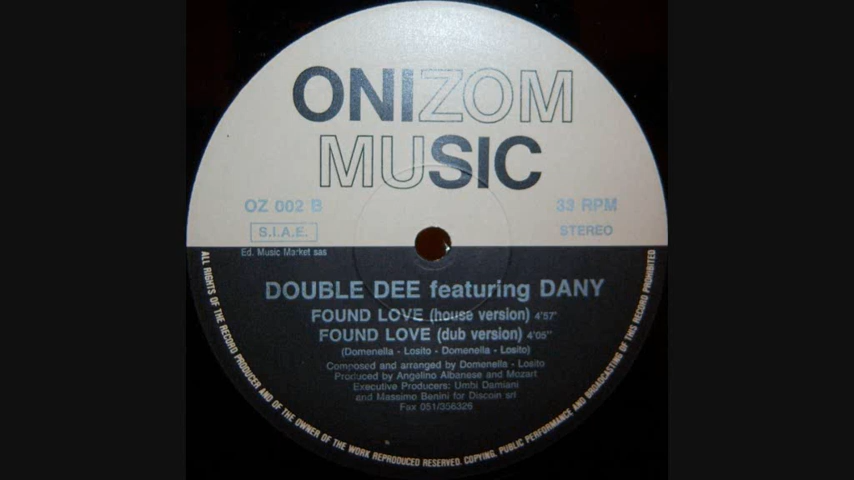 ONIZOM
MUSIC
OZ 002 B
33 RPM
S.I.A.E.
STEREO
Ed. Music Market sas
DOUBLE DEE featuring DANY
FOUND LOVE (house version) 4'57"
FOUND LOVE (dub version) 4'05"
(Domenella - Losito - Domenella - Losito)
Composed and arranged by Domenella - Losito
Produced by Angelino Albanese and Mozart
Executive Producers: Umbi Damiani
and Massimo Benini for Discoin srl
Fax 051/356326
ALL RIGHTS OF THE RECORD PRODUCER AND OF THE OWNER OF THE WORK REPRODUCED RESERVED. COPYING, PUBLIC PERFORMANCE AND BROADCASTING OF THIS RECORD PROHIBITED